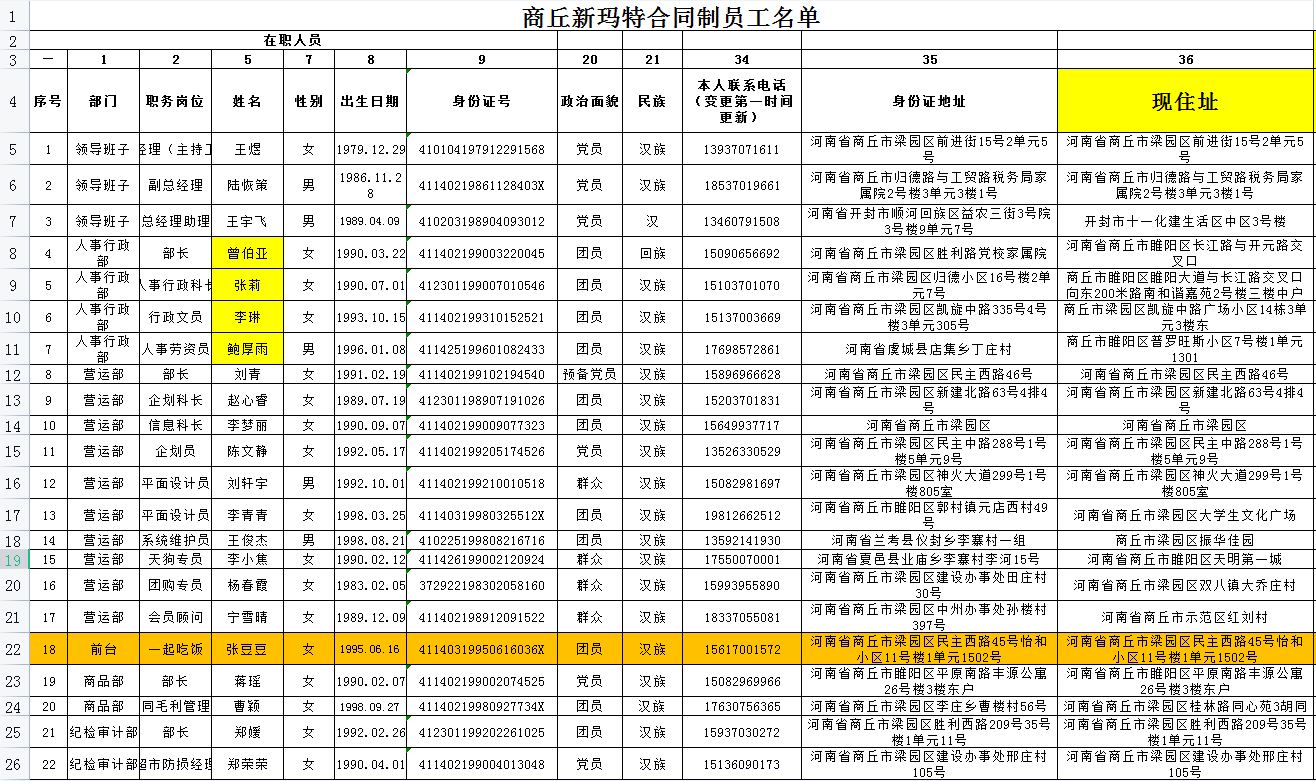 商丘新玛特合同制员工名单
在职人员
一 1 2 5 7 8 9 20 21 34 35 36
序号 部门 职务岗位 姓名 性别 出生日期 身份证号 政治面貌 民族 本人联系电话（变更第一时间更新） 身份证地址 现住址
1 领导班子 经理（主持 王煜 女 1979.12.29 410104197912291568 党员 汉族 13937071611 河南省商丘市梁园区前进街15号2单元5号 河南省商丘市梁园区前进街15号2单元5号
2 领导班子 副总经理 陆恢策 男 1986.11.28 41140219861128403X 党员 汉族 18537019661 河南省商丘市归德路与工贸路税务局家属院2号楼3单元3楼1号 河南省商丘市归德路与工贸路税务局家属院2号楼3单元3楼1号
3 领导班子 总经理助理 王宇飞 男 1989.04.09 410203198904093012 党员 汉 13460791508 河南省开封市顺河回族区益农三街3号院3号楼9单元7号 开封市十一化建生活区中区3号楼
4 人事行政部 部长 曾伯亚 女 1990.03.22 411402199003220045 团员 回族 15090656692 河南省商丘市梁园区胜利路党校家属院 河南省商丘市睢阳区长江路与开元路交叉口
5 人事行政部 人事行政科长 张莉 女 1990.07.01 412301199007010546 团员 汉族 15103701070 河南省商丘市梁园区归德小区16号楼2单元7号 商丘市睢阳区睢阳大道与长江路交叉口向东200米路南和谐嘉苑2号楼三楼中户
6 人事行政部 行政文员 李琳 女 1993.10.15 411402199310152521 团员 汉族 15137003669 河南省商丘市梁园区凯旋中路335号4号楼3单元305号 商丘市梁园区凯旋中路广场小区14栋3单元3楼东
7 人事行政部 人事劳资员 鲍厚雨 男 1996.01.08 411425199601082433 团员 汉族 17698572861 河南省虞城县店集乡丁庄村 商丘市睢阳区普罗旺斯小区7号楼1单元1301
8 营运部 部长 刘青 女 1991.02.19 411402199102194540 预备党员 汉族 15896966628 河南省商丘市梁园区民主西路46号 河南省商丘市梁园区民主西路46号
9 营运部 企划科长 赵心睿 女 1989.07.19 412301198907191026 团员 汉族 15203701831 河南省商丘市梁园区新建北路63号4排4号 河南省商丘市梁园区新建北路63号4排4号
10 营运部 信息科长 李梦丽 女 1990.09.07 411402199009077323 团员 汉族 15649937717 河南省商丘市梁园区 河南省商丘市梁园区
11 营运部 企划员 陈文静 女 1992.05.17 411402199205174526 党员 汉族 13526330529 河南省商丘市梁园区民主中路288号1号楼5单元9号 河南省商丘市梁园区民主中路288号1号楼5单元9号
12 营运部 平面设计员 刘轩宇 男 1992.10.01 411402199210010518 群众 汉族 15082981697 河南省商丘市梁园区神火大道299号1号楼805室 河南省商丘市梁园区神火大道299号1号楼805室
13 营运部 平面设计员 李青青 女 1998.03.25 41140319980325512X 团员 汉族 19812662512 河南省商丘市睢阳区郭村镇元店西村49号 河南省商丘市梁园区大学生文化广场
14 营运部 系统维护员 王俊杰 男 1998.08.21 410225199808216716 团员 汉族 13592141930 河南省兰考县仪封乡李寨村一组 商丘市梁园区振华佳园
15 营运部 天狗专员 李小焦 女 1990.02.12 411426199002120924 群众 汉族 17550070001 河南省夏邑县业庙乡李寨村李河15号 河南省商丘市睢阳区天明第一城
16 营运部 团购专员 杨春霞 女 1983.02.05 372922198302058160 群众 汉族 15993955890 河南省商丘市梁园区建设办事处田庄村30号 河南省商丘市梁园区双八镇大乔庄村
17 营运部 会员顾问 宁雪晴 女 1989.12.09 411402198912091522 群众 汉族 18337055081 河南省商丘市梁园区中州办事处孙楼村397号 河南省商丘市示范区红刘村
18 前台 一起吃饭 张豆豆 女 1995.06.16 41140319950616036X 团员 汉族 15617001572 河南省商丘市梁园区民主西路45号怡和小区11号楼1单元1502号 河南省商丘市梁园区民主西路45号怡和小区11号楼1单元1502号
19 商品部 部长 蒋瑶 女 1990.02.07 411402199002074525 党员 汉族 15082969966 河南省商丘市睢阳区平原南路丰源公寓26号3楼东户 河南省商丘市睢阳区平原南路丰源公寓26号3楼东户
20 商品部 同毛利管理 曹颖 女 1998.09.27 41140219980927734X 团员 汉族 17630756365 河南省商丘市梁园区李庄乡曹楼村56号 河南省商丘市梁园区桂林路同心苑3胡同
21 纪检审计部 部长 郑媛 女 1992.02.26 412301199202261025 团员 汉族 15937030272 河南省商丘市梁园区胜利西路209号35号楼1单元11号 河南省商丘市梁园区胜利西路209号35号楼1单元11号
22 纪检审计部 超市防损经理 郑荣荣 女 1990.04.01 411402199004013048 党员 汉族 15136090173 河南省商丘市梁园区建设办事处邢庄村105号 河南省商丘市梁园区建设办事处邢庄村105号